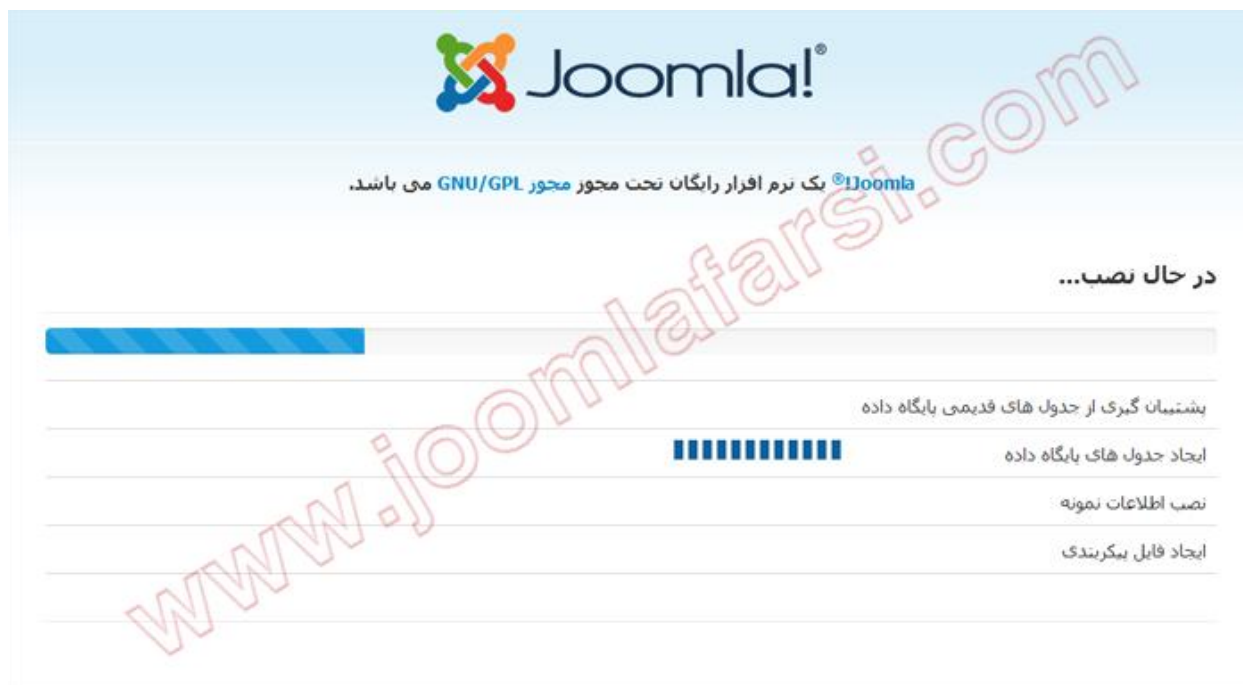 Joomla!®
Joomla!® یک نرم افزار رایگان تحت مجوز مجوز GNU/GPL می باشد.
در حال نصب...
پشتیبان گیری از جدول های قدیمی پایگاه داده
ایجاد جدول های پایگاه داده
نصب اطلاعات نمونه
ایجاد فایل پیکربندی
www.joomlafarsi.com